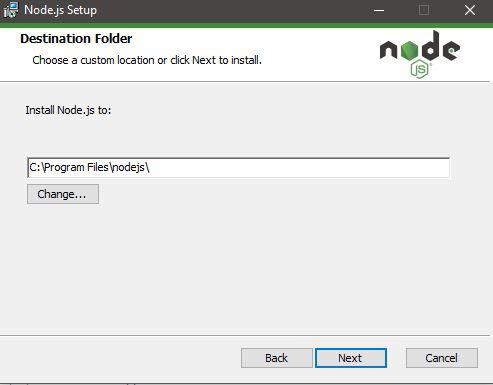 Node.js Setup
Destination Folder
Choose a custom location or click Next to install.
node
JS
Install Node.js to:
C:\Program Files\nodejs\
Change...
Back
Next
Cancel